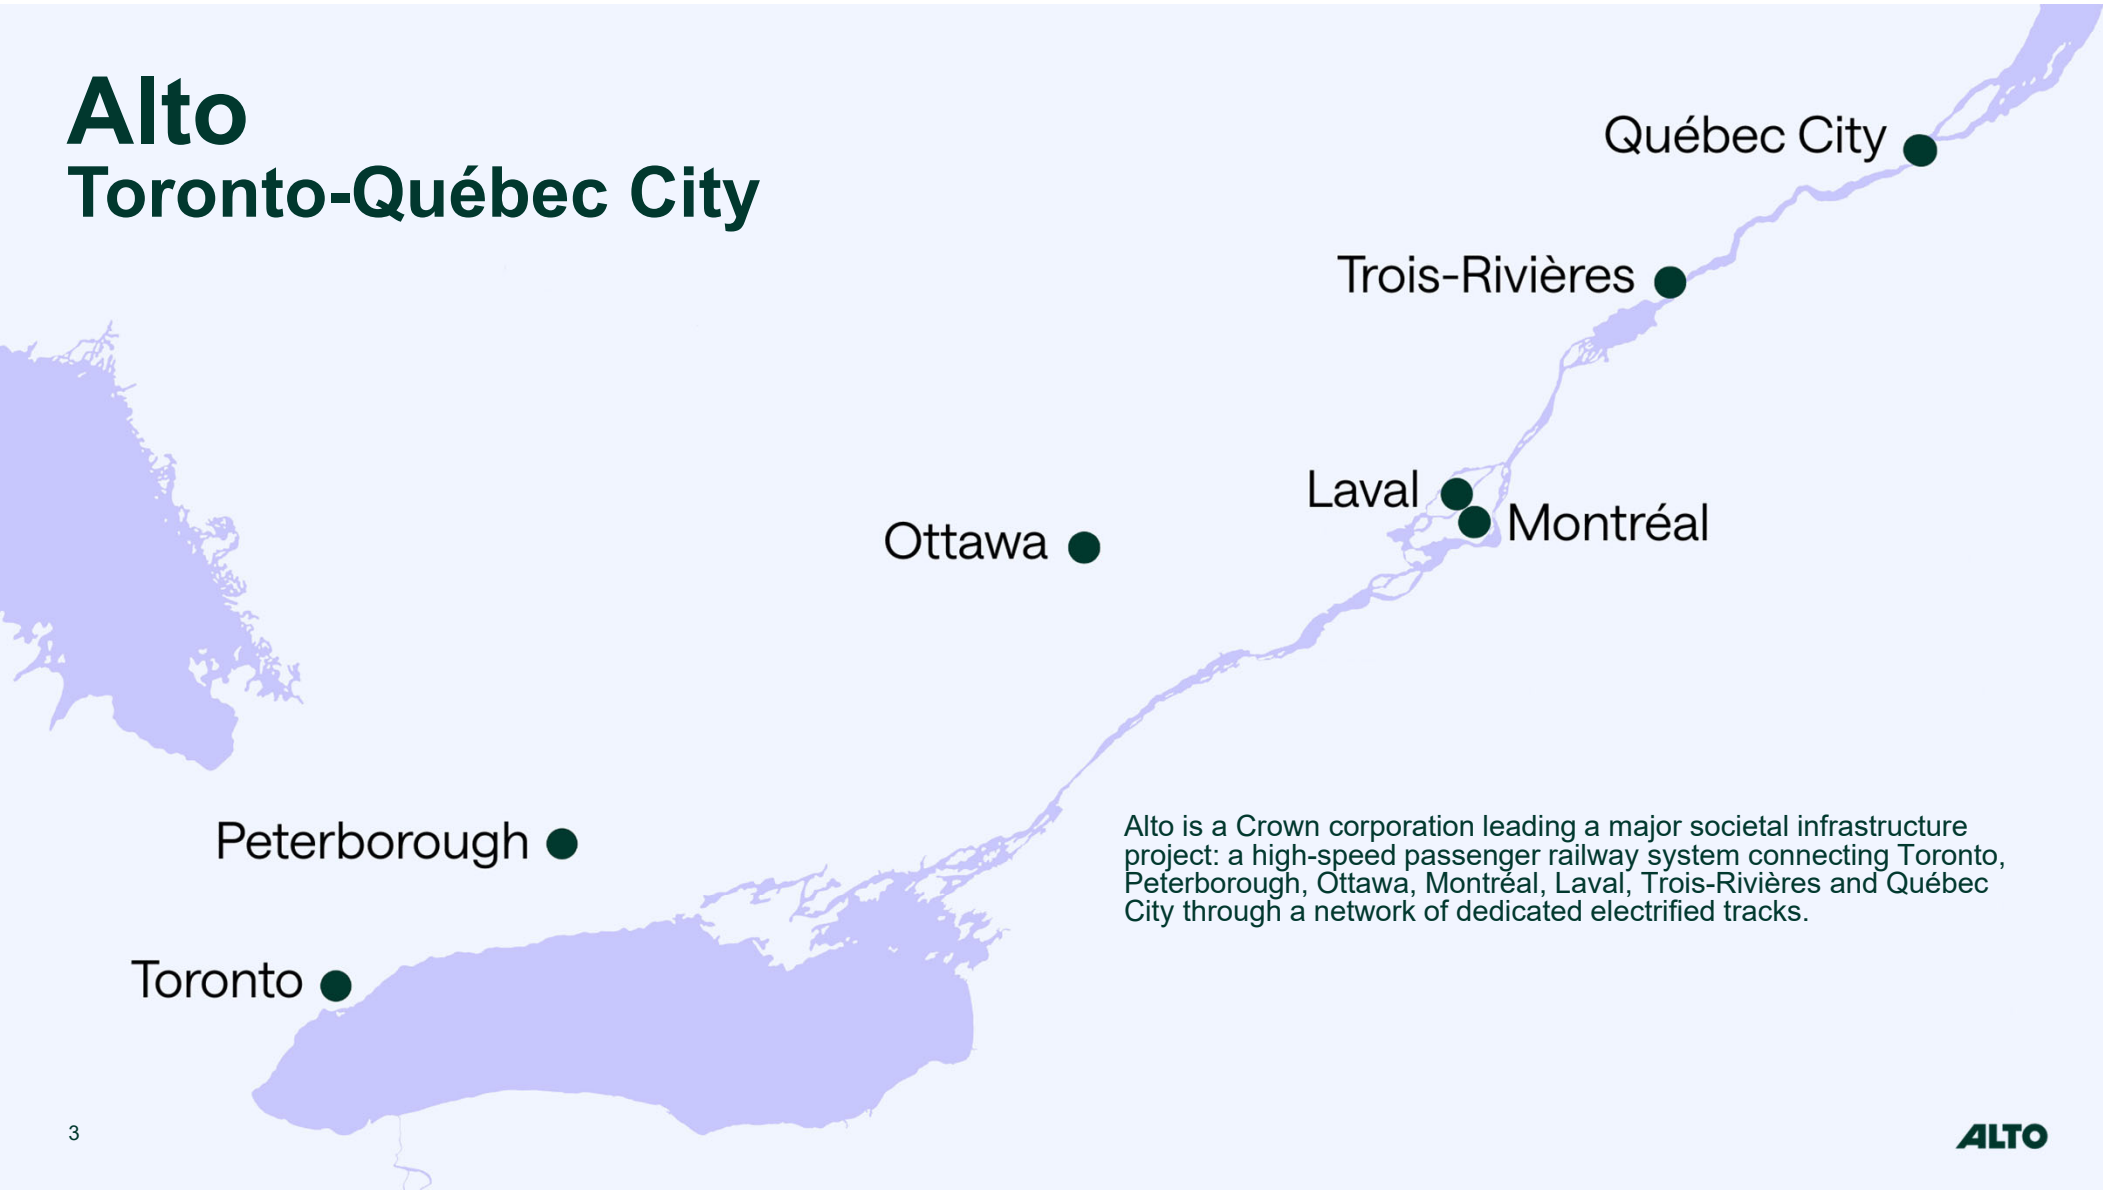 Alto
Toronto-Québec City
Québec City
Trois-Rivières
Laval
Montréal
Ottawa
Peterborough
Toronto
Alto is a Crown corporation leading a major societal infrastructure
project: a high-speed passenger railway system connecting Toronto,
Peterborough, Ottawa, Montréal, Laval, Trois-Rivières and Québec
City through a network of dedicated electrified tracks.
3
ALTO